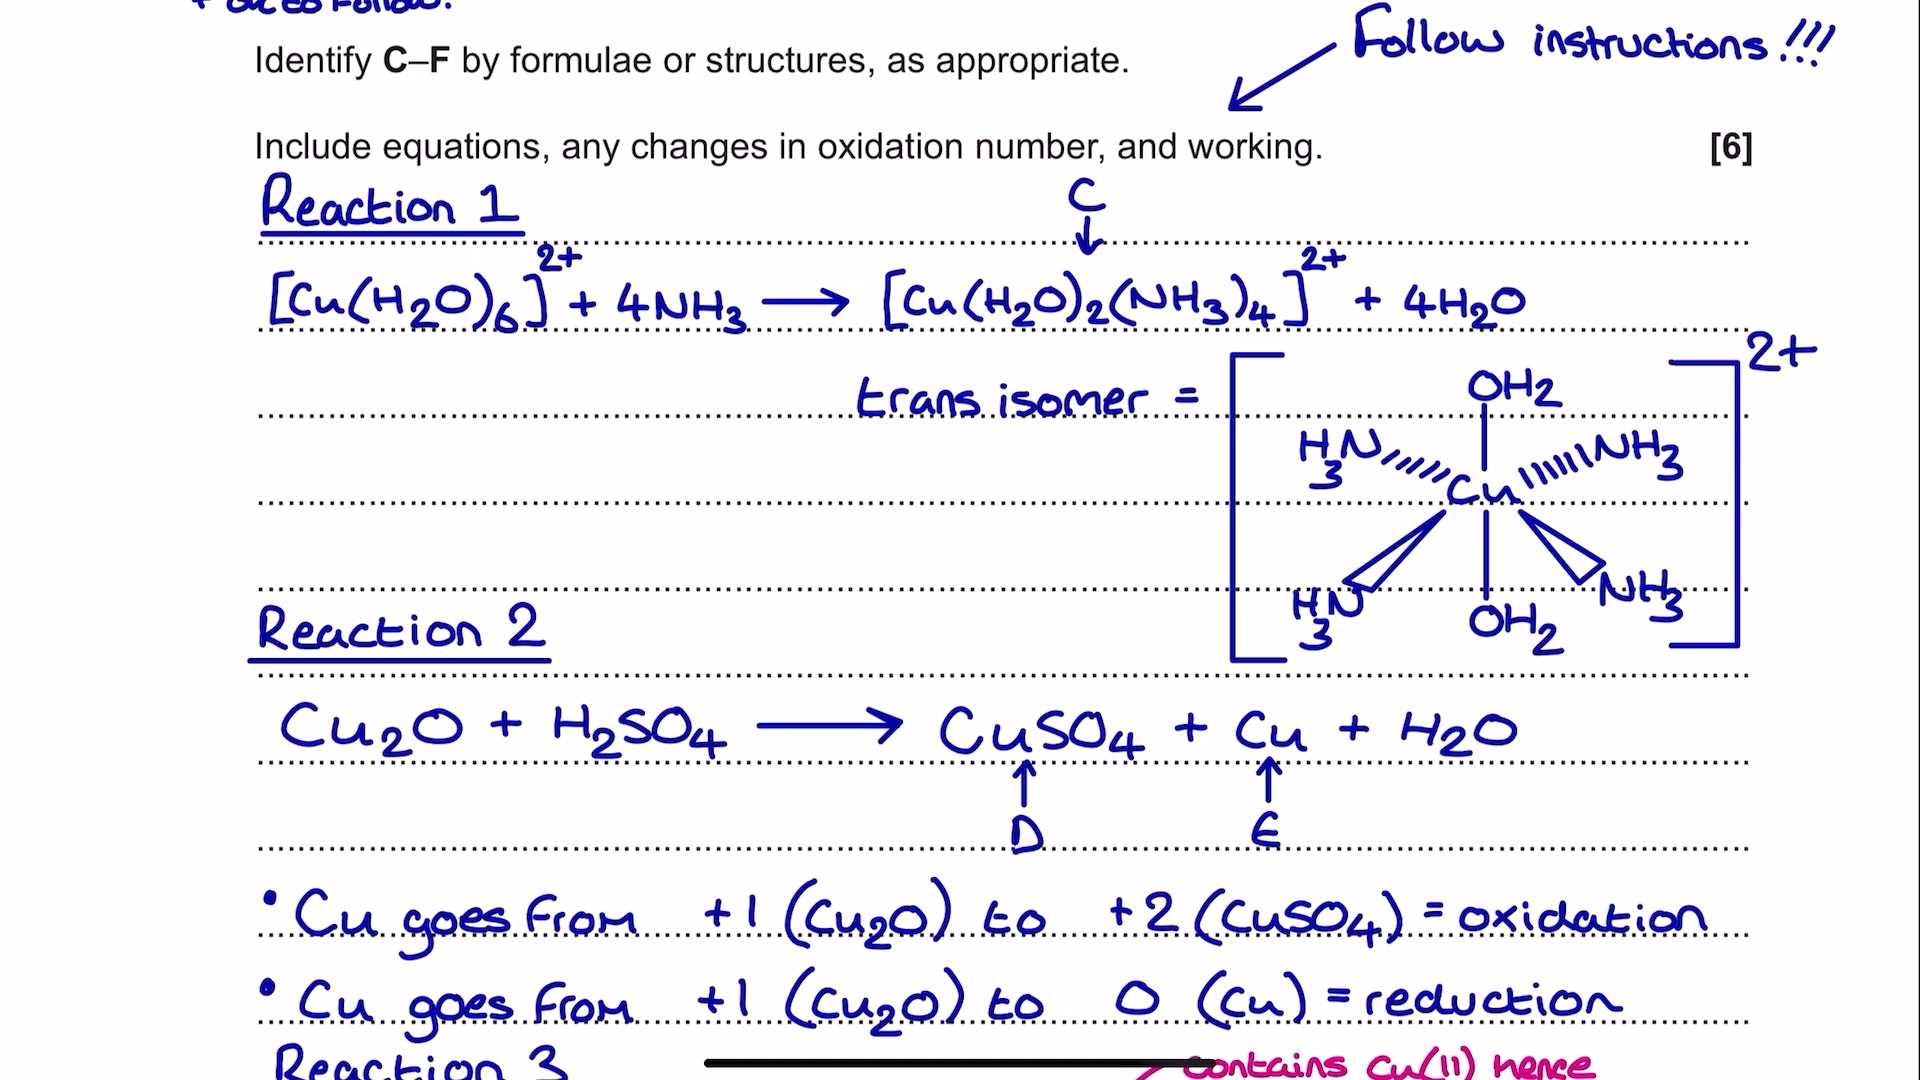 Follow instructions!!!
Identify C–F by formulae or structures, as appropriate.
Include equations, any changes in oxidation number, and working. [6]
Reaction 1
C
↓
[Cu(H₂O)₆]²⁺ + 4NH₃ → [Cu(H₂O)₂(NH₃)₄]²⁺ + 4H₂O
trans isomer =
2+
OH₂
H₃N NH₃
Cu
H₃N NH₃
OH₂
Reaction 2
Cu₂O + H₂SO₄ → CuSO₄ + Cu + H₂O
↑ ↑
D E
• Cu goes from +1 (Cu₂O) to +2 (CuSO₄) = oxidation
• Cu goes from +1 (Cu₂O) to 0 (Cu) = reduction
Reaction 3
contains Cu(II) hence